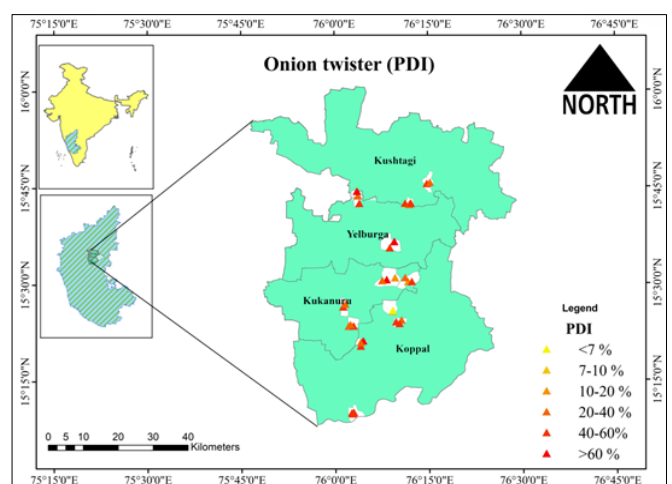 75°15'0"E 75°30'0"E 75°45'0"E 76°0'0"E 76°15'0"E 76°30'0"E 76°45'0"E
Onion twister (PDI)
NORTH
16°0'0"N
16°0'0"N
Kushtagi
15°45'0"N
15°45'0"N
Yelburga
15°30'0"N
15°30'0"N
Kukanuru
Koppal
Legend
PDI
<7 %
7-10 %
10-20 %
20-40 %
40-60%
>60 %
15°15'0"N
15°15'0"N
0 5 10 20 30 40
Kilometers
75°15'0"E 75°30'0"E 75°45'0"E 76°0'0"E 76°15'0"E 76°30'0"E 76°45'0"E